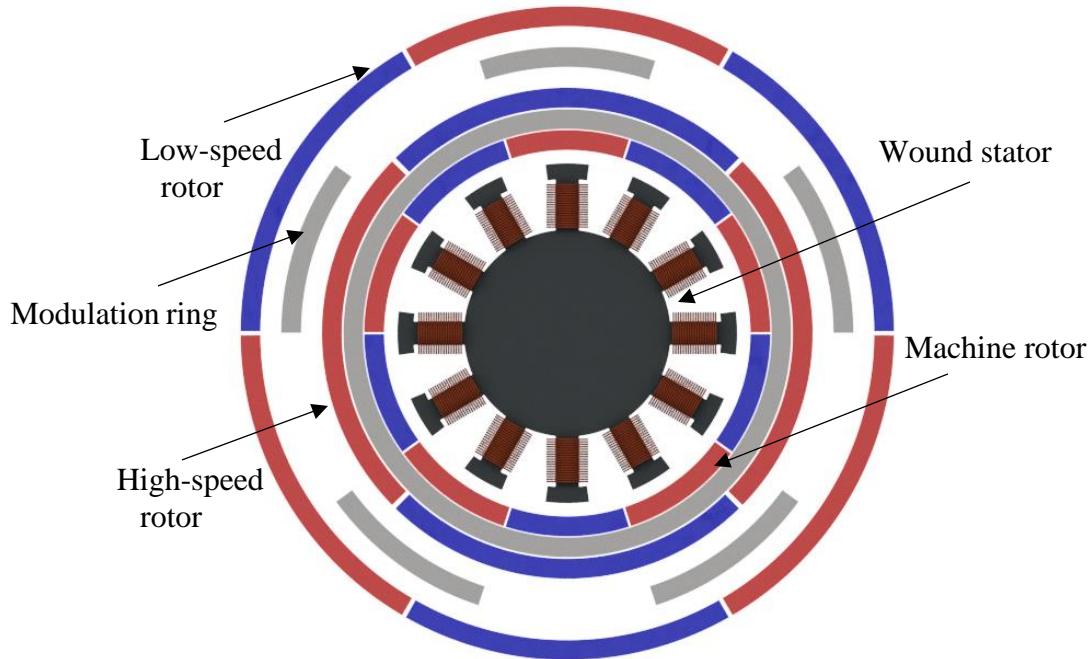 Low-speed
rotor
Wound stator
Modulation ring
Machine rotor
High-speed
rotor